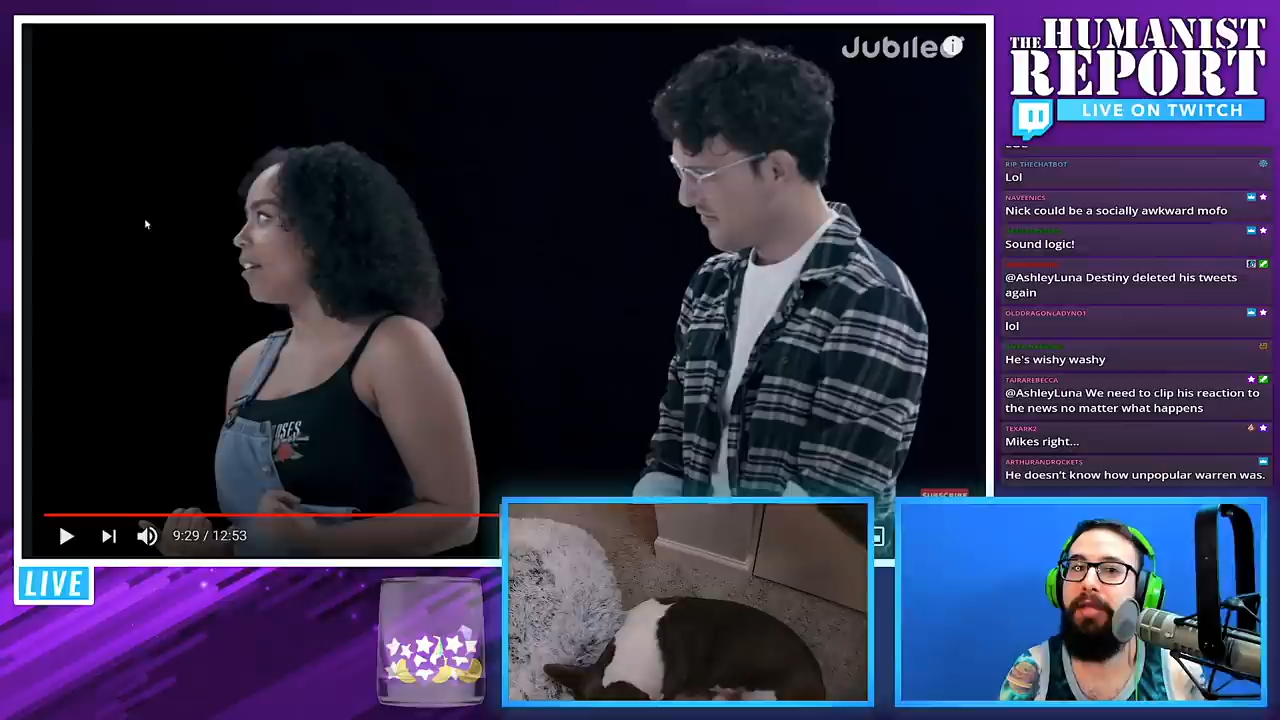 Jubilee
i
THE HUMANIST
REPORT
LIVE ON TWITCH
RIP_THECHATBOT
Lol
NAVEENICS
Nick could be a socially awkward mofo
Sound logic!
@AshleyLuna Destiny deleted his tweets
again
OLDDRAGONLADYNO1
lol
He's wishy washy
TAIRAREBECCA
@AshleyLuna We need to clip his reaction to
the news no matter what happens
TEXARK2
Mikes right...
ARTHURANDROCKETS
He doesn't know how unpopular warren was.
SUBSCRIBE
9:29 / 12:53
LIVE